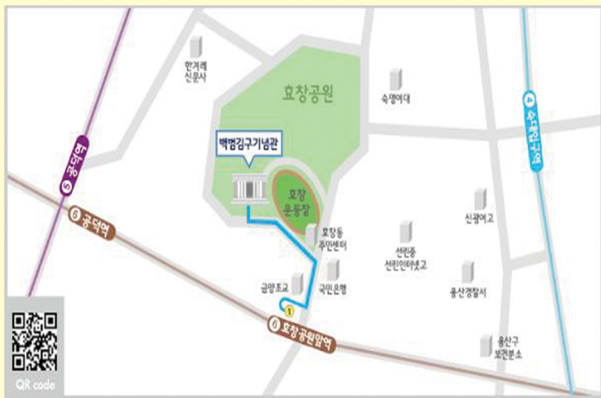 한겨레
신문사
효창공원
숙명여대
백범김구기념관
효창
운동장
5 공덕역
6 공덕역
4 숙대입구역
효창동
주민센터
신광여고
선린중
선린인터넷고
금양초교
국민은행
용산경찰서
1
6 효창공원앞역
용산구
보건분소
QR code